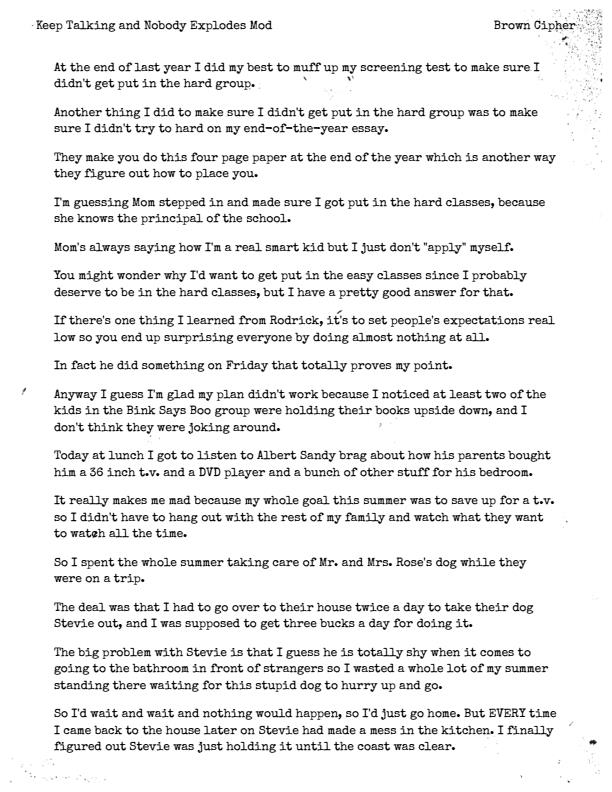 Keep Talking and Nobody Explodes Mod Brown Cipher
At the end of last year I did my best to muff up my screening test to make sure I
didn't get put in the hard group.
Another thing I did to make sure I didn't get put in the hard group was to make
sure I didn't try to hard on my end-of-the-year essay.
They make you do this four page paper at the end of the year which is another way
they figure out how to place you.
I'm guessing Mom stepped in and made sure I got put in the hard classes, because
she knows the principal of the school.
Mom's always saying how I'm a real smart kid but I just don't "apply" myself.
You might wonder why I'd want to get put in the easy classes since I probably
deserve to be in the hard classes, but I have a pretty good answer for that.
If there's one thing I learned from Rodrick, it's to set people's expectations real
low so you end up surprising everyone by doing almost nothing at all.
In fact he did something on Friday that totally proves my point.
Anyway I guess I'm glad my plan didn't work because I noticed at least two of the
kids in the Bink Says Boo group were holding their books upside down, and I
don't think they were joking around.
Today at lunch I got to listen to Albert Sandy brag about how his parents bought
him a 36 inch t.v. and a DVD player and a bunch of other stuff for his bedroom.
It really makes me mad because my whole goal this summer was to save up for a t.v.
so I didn't have to hang out with the rest of my family and watch what they want
to watch all the time.
So I spent the whole summer taking care of Mr. and Mrs. Rose's dog while they
were on a trip.
The deal was that I had to go over to their house twice a day to take their dog
Stevie out, and I was supposed to get three bucks a day for doing it.
The big problem with Stevie is that I guess he is totally shy when it comes to
going to the bathroom in front of strangers so I wasted a whole lot of my summer
standing there waiting for this stupid dog to hurry up and go.
So I'd wait and wait and nothing would happen, so I'd just go home. But EVERY time
I came back to the house later on Stevie had made a mess in the kitchen. I finally
figured out Stevie was just holding it until the coast was clear.